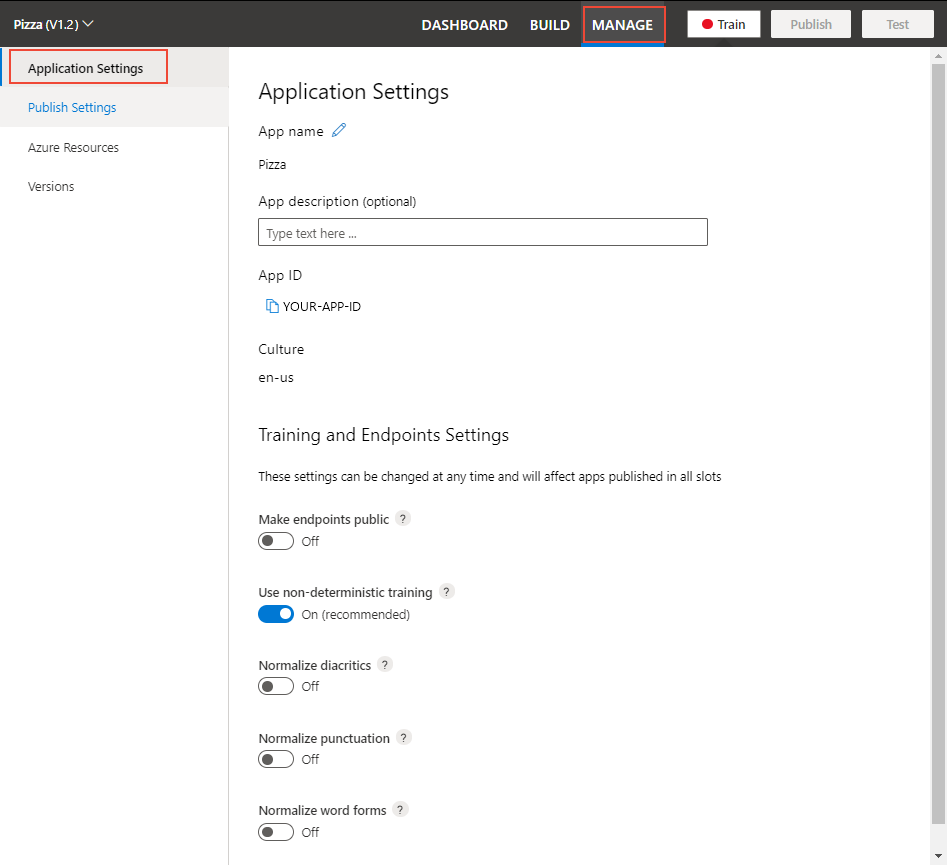 Pizza (V1.2) DASHBOARD BUILD MANAGE Train Publish Test
Application Settings
Publish Settings
Azure Resources
Versions
Application Settings
App name
Pizza
App description (optional)
Type text here ...
App ID
YOUR-APP-ID
Culture
en-us
Training and Endpoints Settings
These settings can be changed at any time and will affect apps published in all slots
Make endpoints public ?
Off
Use non-deterministic training ?
On (recommended)
Normalize diacritics ?
Off
Normalize punctuation ?
Off
Normalize word forms ?
Off